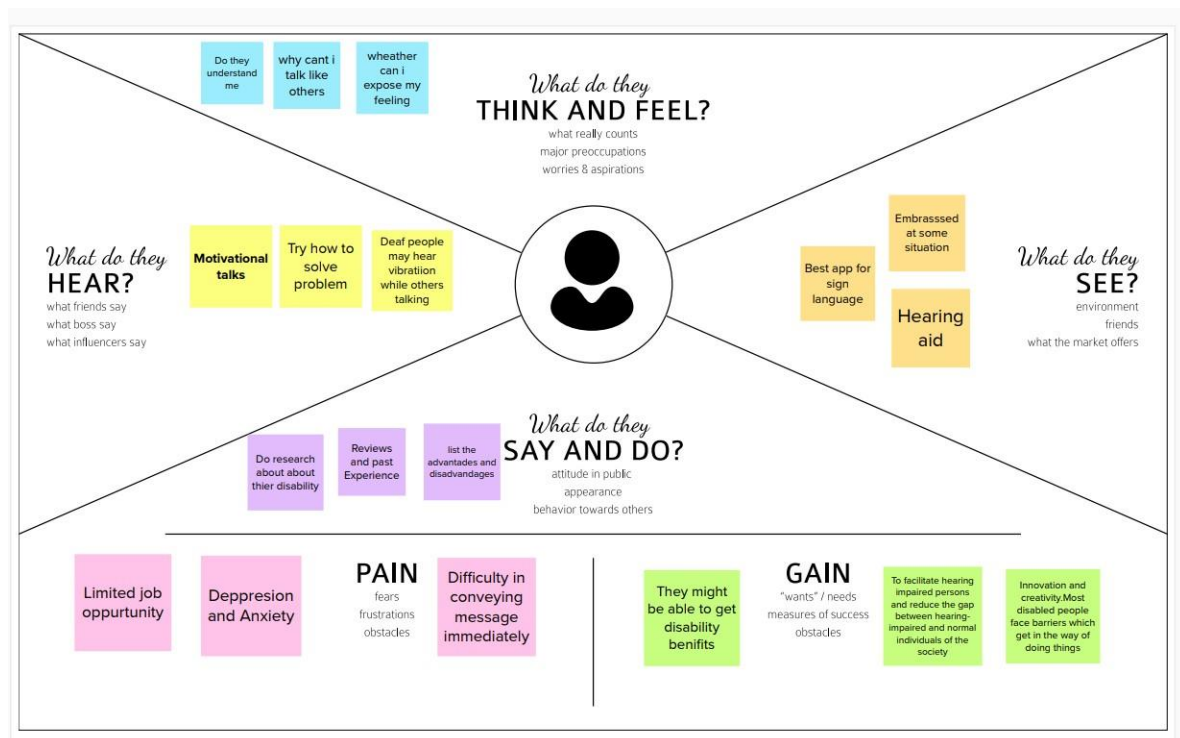 Do they
understand
me
why cant i
talk like
others
wheather
can i
expose my
feeling
What do they
THINK AND FEEL?
what really counts
major preoccupations
worries & aspirations
What do they
HEAR?
what friends say
what boss say
what influencers say
Motivational
talks
Try how to
solve
problem
Deaf people
may hear
vibratiion
while others
talking
Embrasssed
at some
situation
Best app for
sign
language
Hearing
aid
What do they
SEE?
environment
friends
what the market offers
What do they
SAY AND DO?
attitude in public
appearance
behavior towards others
Do research
about about
thier disability
Reviews
and past
Experience
list the
advantades and
disadvandages
Limited job
oppurtunity
Deppresion
and Anxiety
PAIN
fears
frustrations
obstacles
Difficulty in
conveying
message
immediately
They might
be able to get
disability
benifits
GAIN
"wants" / needs
measures of success
obstacles
To facilitate hearing
impaired persons
and reduce the gap
between hearing-
impaired and normal
individuals of the
society
Innovation and
creativity.Most
disabled people
face barriers which
get in the way of
doing things